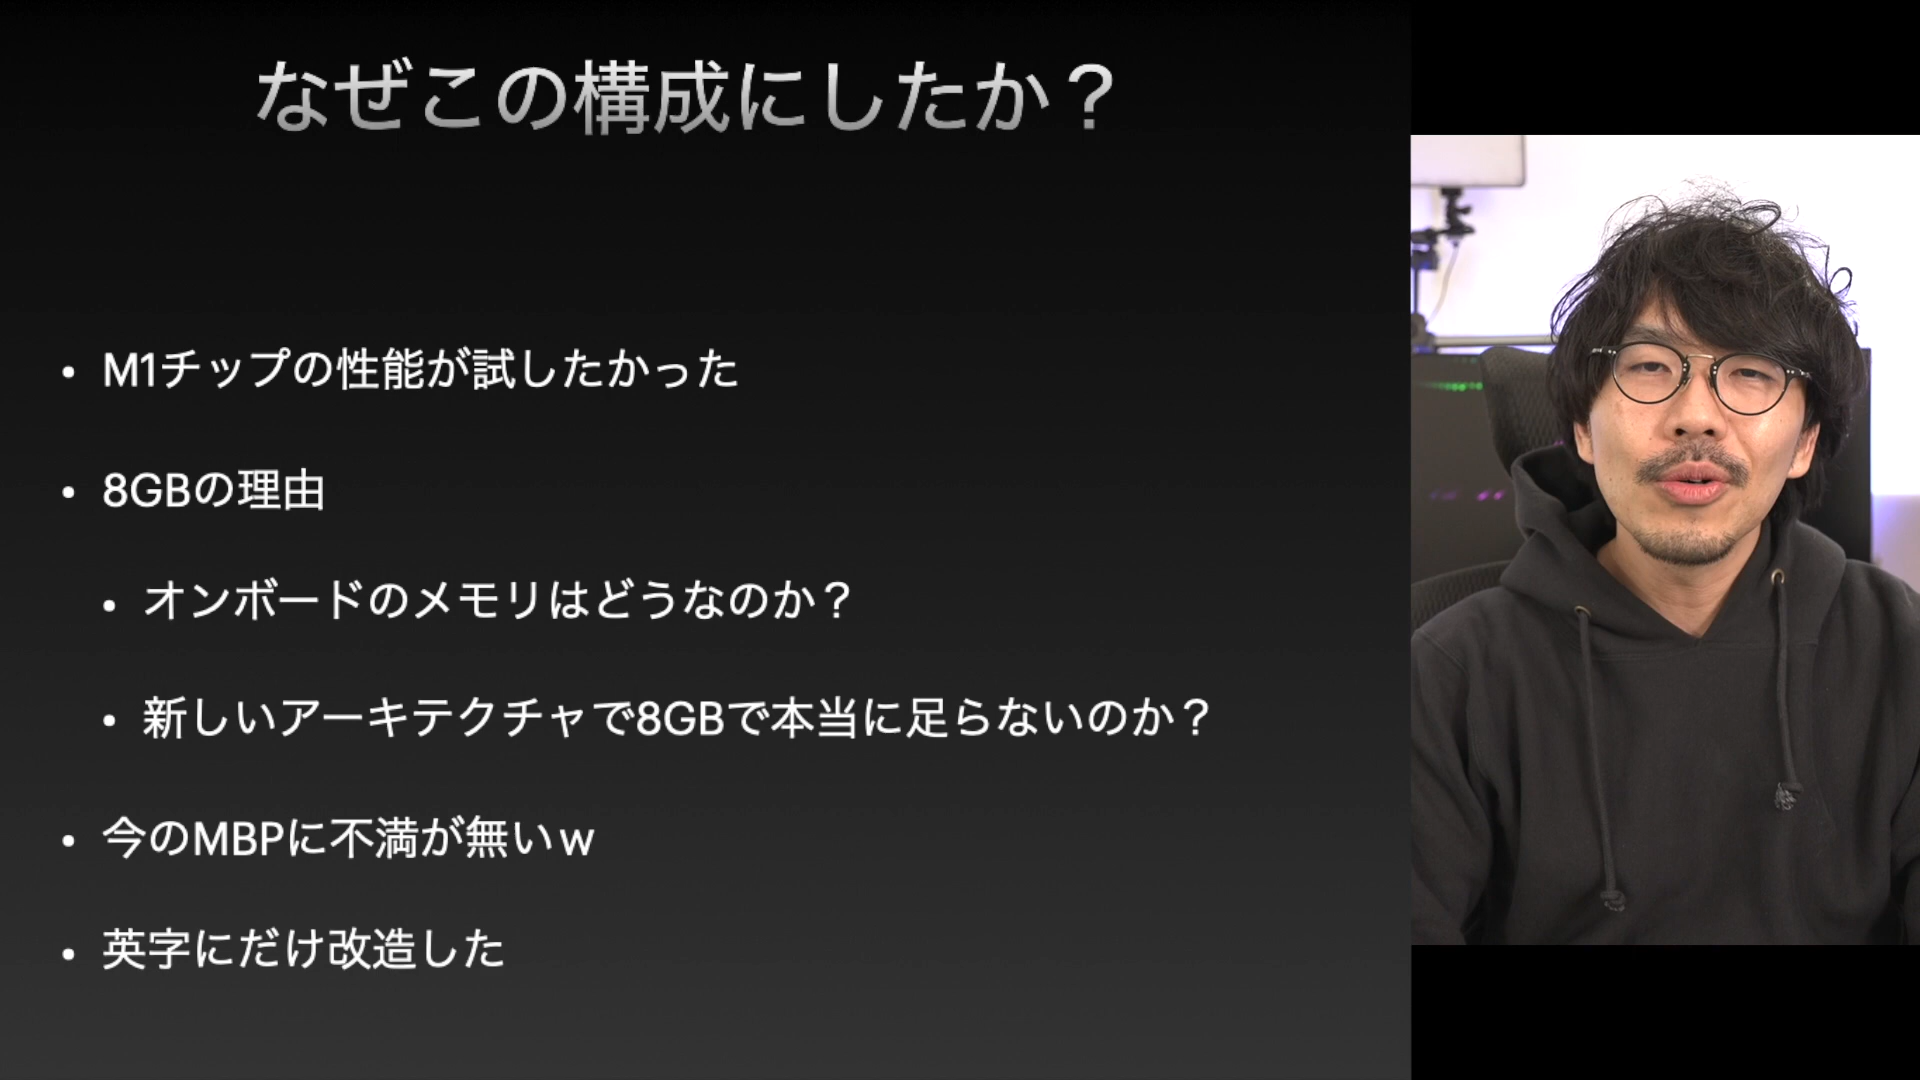 なぜこの構成にしたか？
• M1チップの性能が試したかった
• 8GBの理由
• オンボードのメモリはどうなのか？
• 新しいアーキテクチャで8GBで本当に足らないのか？
• 今のMBPに不満が無いｗ
• 英字にだけ改造した